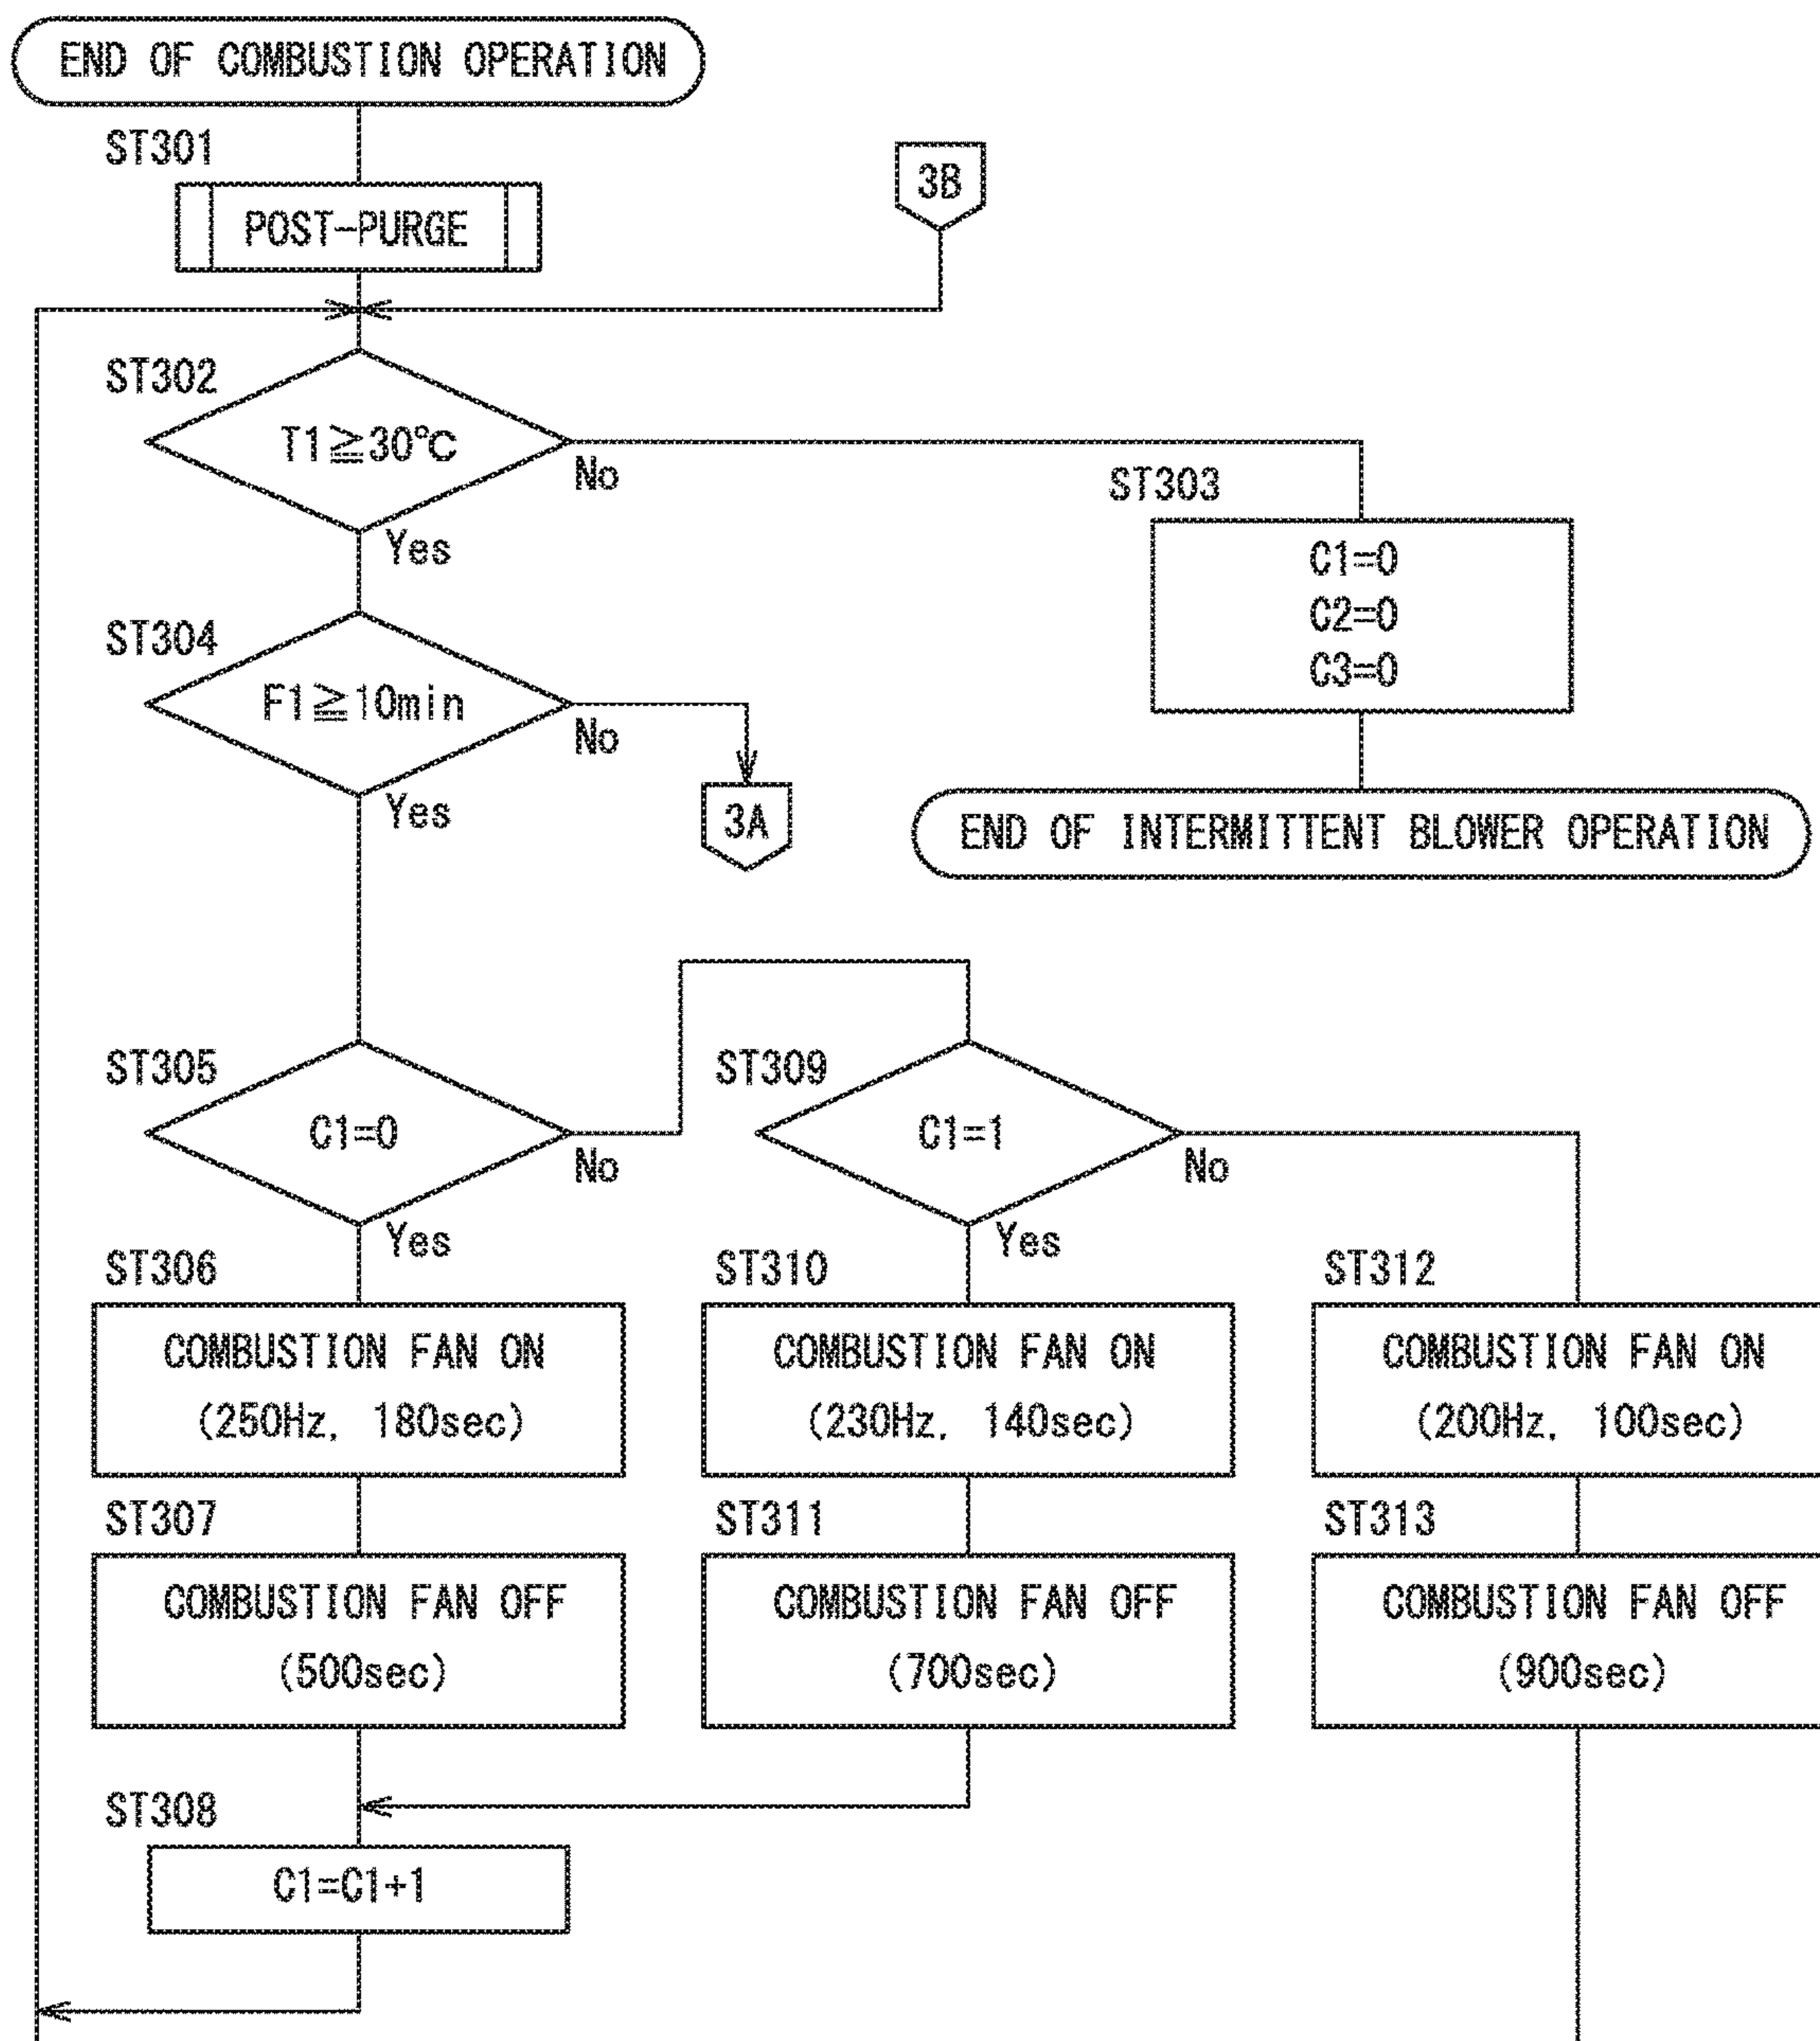 END OF COMBUSTION OPERATION
ST301
POST-PURGE
3B
ST302
T1≧30℃
No
Yes
ST303
C1=0
C2=0
C3=0
END OF INTERMITTENT BLOWER OPERATION
ST304
F1≧10min
No
Yes
3A
ST305
C1=0
No
Yes
ST309
C1=1
No
Yes
ST306
COMBUSTION FAN ON
(250Hz, 180sec)
ST310
COMBUSTION FAN ON
(230Hz, 140sec)
ST312
COMBUSTION FAN ON
(200Hz, 100sec)
ST307
COMBUSTION FAN OFF
(500sec)
ST311
COMBUSTION FAN OFF
(700sec)
ST313
COMBUSTION FAN OFF
(900sec)
ST308
C1=C1+1